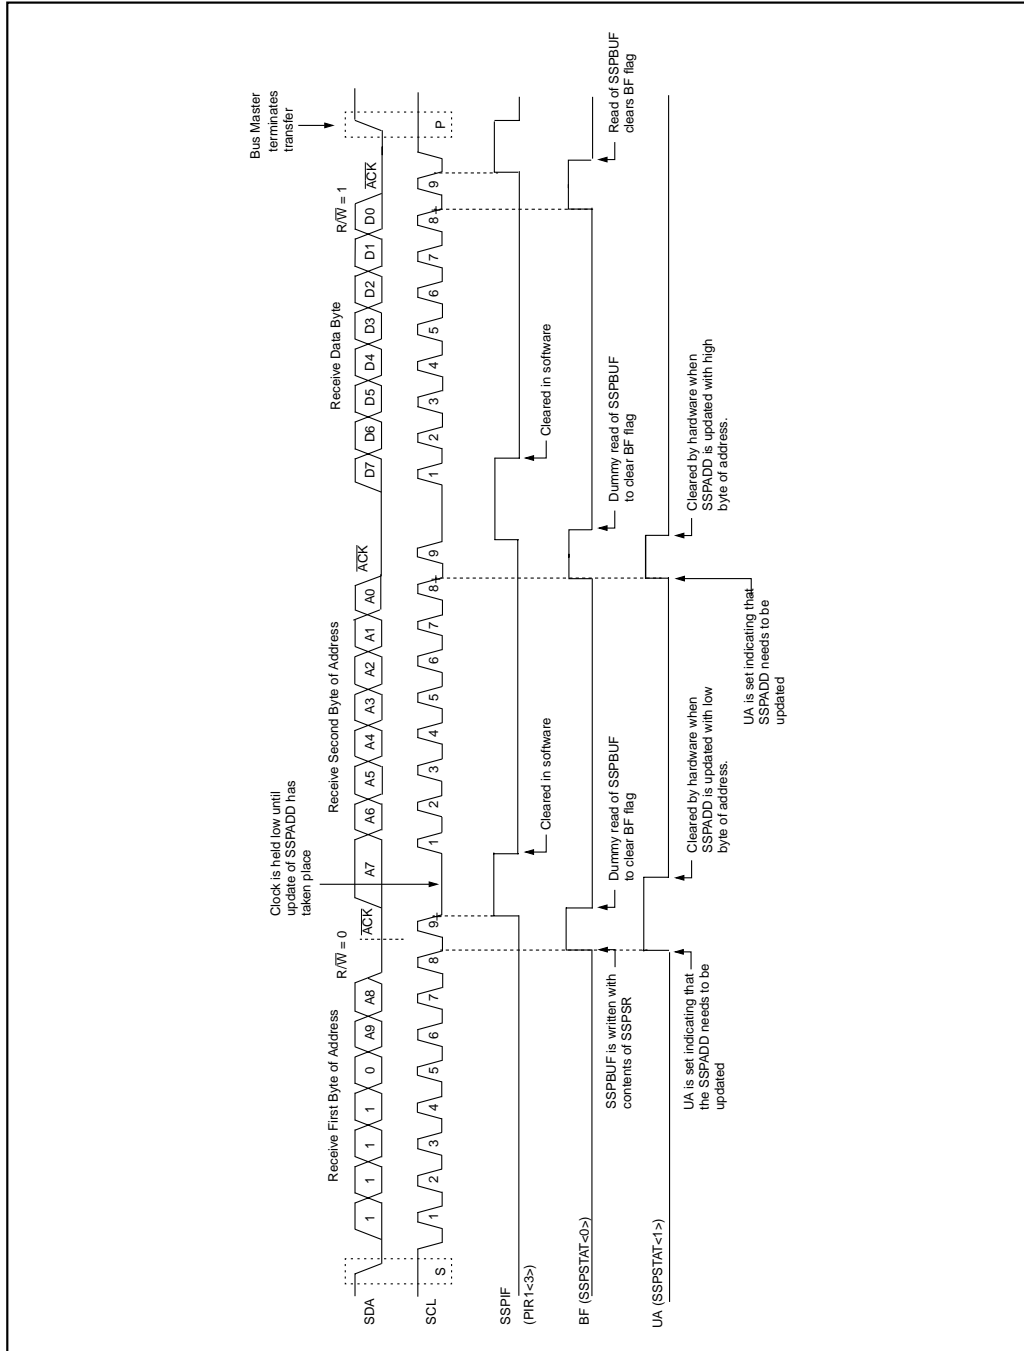 Bus Master
terminates
transfer
Clock is held low until
update of SSPADD has
taken place
Receive First Byte of Address
R/W = 0
Receive Second Byte of Address
Receive Data Byte
R/W = 1
SDA
1 1 1 1 0 A9 A8 ACK A7 A6 A5 A4 A3 A2 A1 A0 ACK D7 D6 D5 D4 D3 D2 D1 D0 ACK
SCL
S 1 2 3 4 5 6 7 8 9 1 2 3 4 5 6 7 8 9 1 2 3 4 5 6 7 8 9 P
SSPIF
(PIR1<3>)
Cleared in software
Cleared in software
BF (SSPSTAT<0>)
SSPBUF is written with
contents of SSPSR
Dummy read of SSPBUF
to clear BF flag
Dummy read of SSPBUF
to clear BF flag
Read of SSPBUF
clears BF flag
UA (SSPSTAT<1>)
UA is set indicating that
the SSPADD needs to be
updated
Cleared by hardware when
SSPADD is updated with low
byte of address.
UA is set indicating that
SSPADD needs to be
updated
Cleared by hardware when
SSPADD is updated with high
byte of address.